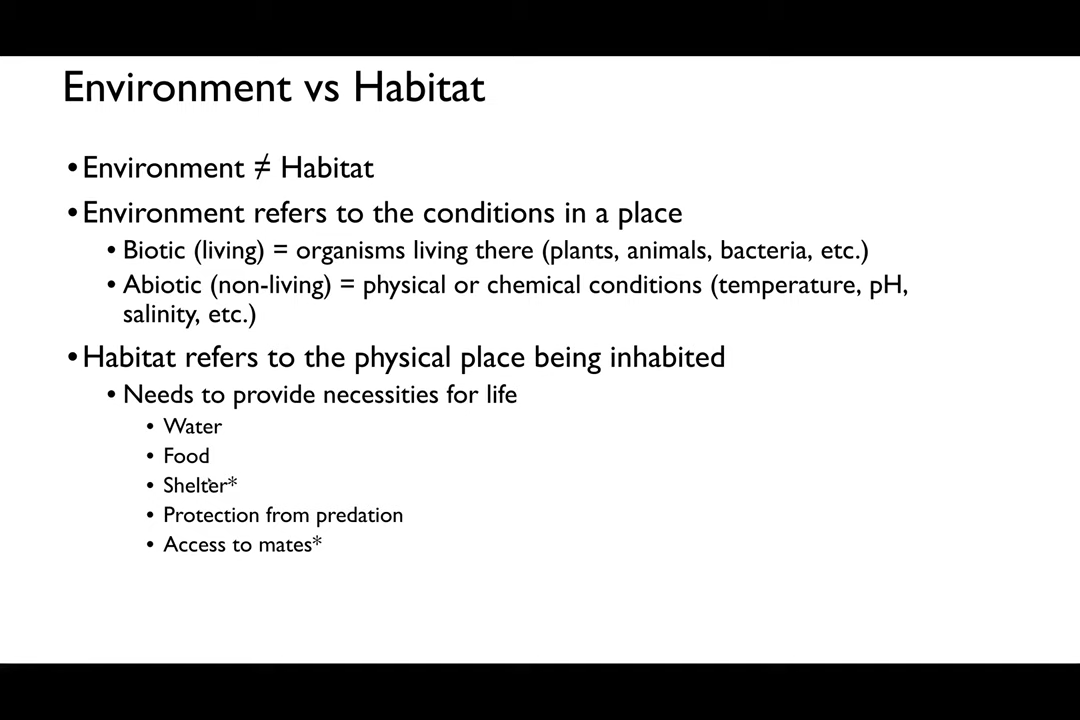 Environment vs Habitat
•Environment ≠ Habitat
•Environment refers to the conditions in a place
• Biotic (living) = organisms living there (plants, animals, bacteria, etc.)
• Abiotic (non-living) = physical or chemical conditions (temperature, pH,
salinity, etc.)
•Habitat refers to the physical place being inhabited
• Needs to provide necessities for life
• Water
• Food
• Shelter*
• Protection from predation
• Access to mates*